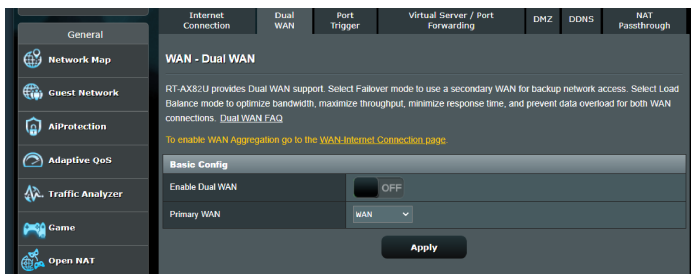 Internet Connection
Dual WAN
Port Trigger
Virtual Server / Port Forwarding
DMZ
DDNS
NAT Passthrough
General
Network Map
Guest Network
AiProtection
Adaptive QoS
Traffic Analyzer
Game
Open NAT
WAN - Dual WAN
RT-AX82U provides Dual WAN support. Select Failover mode to use a secondary WAN for backup network access. Select Load
Balance mode to optimize bandwidth, maximize throughput, minimize response time, and prevent data overload for both WAN
connections. Dual WAN FAQ
To enable WAN Aggregation go to the WAN-Internet Connection page.
Basic Config
Enable Dual WAN
OFF
Primary WAN
WAN
Apply